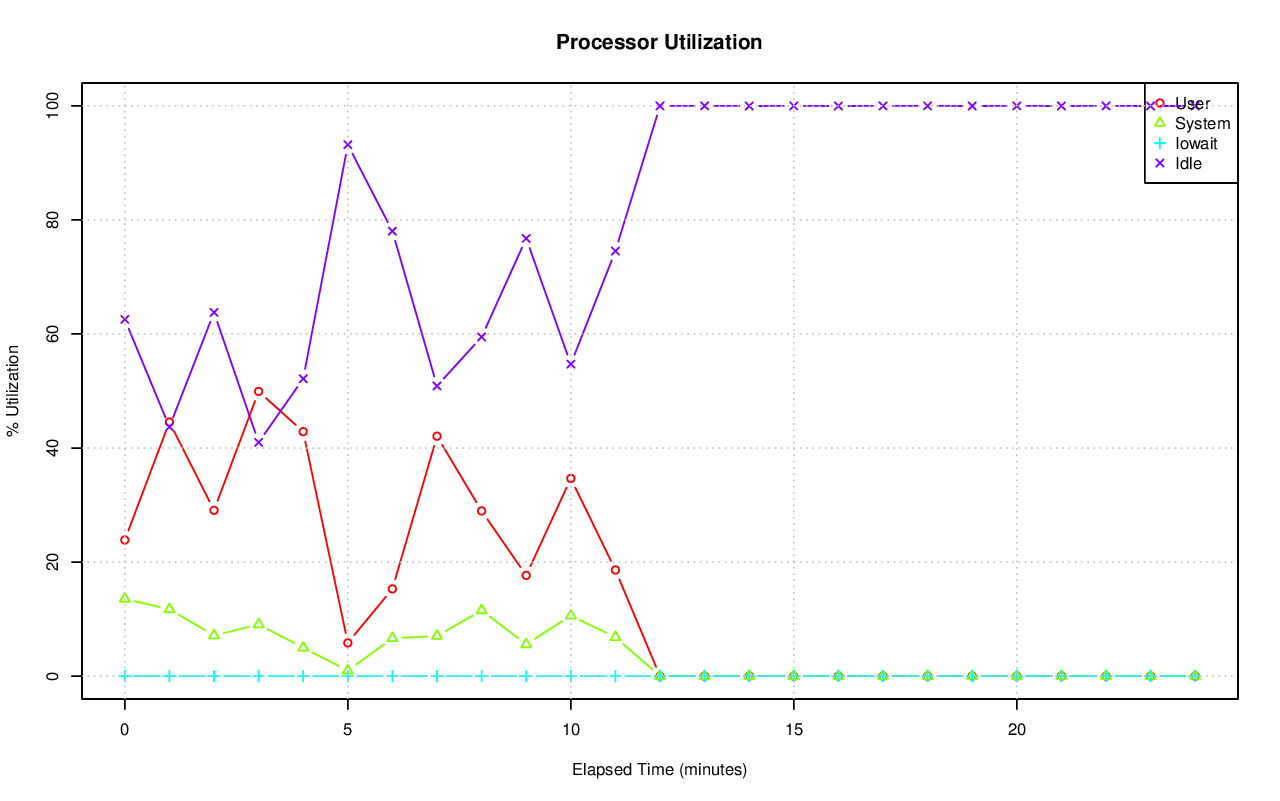 Processor Utilization
% Utilization
100
80
60
40
20
0
0 5 10 15 20
Elapsed Time (minutes)
User
System
Iowait
Idle